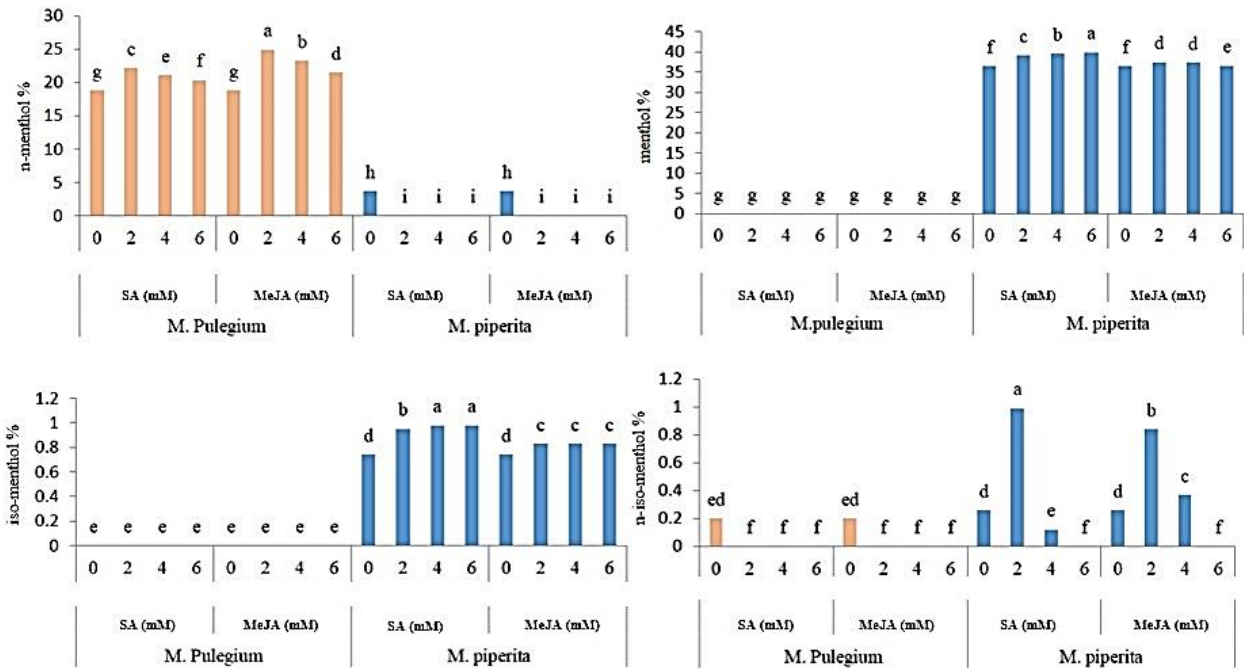 n-menthol %
30
25
20
15
10
5
0
g c e f g a b d h i i i h i i i
0 2 4 6 0 2 4 6 0 2 4 6 0 2 4 6
SA (mM) MeJA (mM) SA (mM) MeJA (mM)
M. Pulegium M. piperita
menthol %
45
40
35
30
25
20
15
10
5
0
g g g g g g g g f c b a f d d e
0 2 4 6 0 2 4 6 0 2 4 6 0 2 4 6
SA (mM) MeJA (mM) SA (mM) MeJA (mM)
M.pulegium M. piperita
iso-menthol %
1.2
1
0.8
0.6
0.4
0.2
0
e e e e e e e e d b a a d c c c
0 2 4 6 0 2 4 6 0 2 4 6 0 2 4 6
SA (mM) MeJA (mM) SA (mM) MeJA (mM)
M. Pulegium M. piperita
n-iso-menthol %
1.2
1
0.8
0.6
0.4
0.2
0
ed f f f ed f f f d a e f d b c f
0 2 4 6 0 2 4 6 0 2 4 6 0 2 4 6
SA (mM) MeJA (mM) SA (mM) MeJA (mM)
M. Pulegium M. piperita